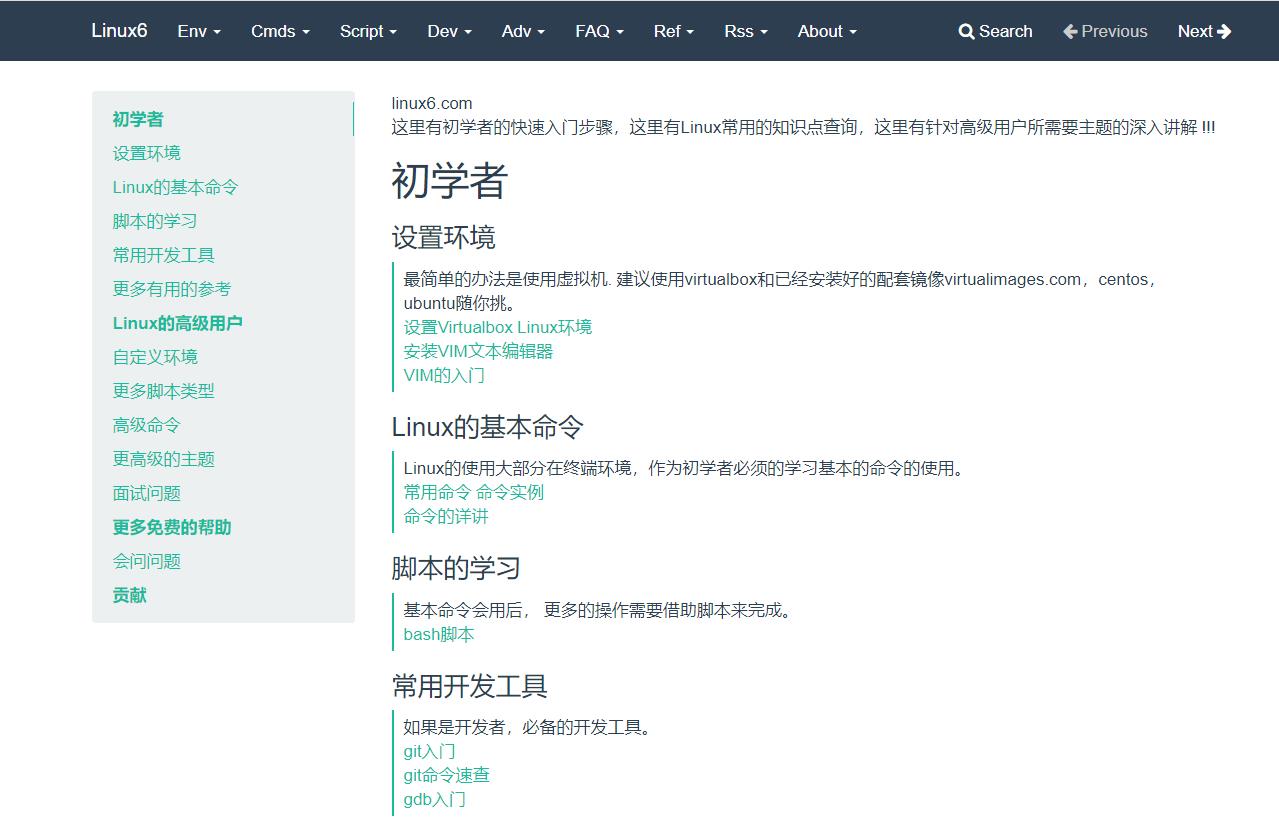 Linux6 Env Cmds Script Dev Adv FAQ Ref Rss About Search Previous Next
初学者
设置环境
Linux的基本命令
脚本的学习
常用开发工具
更多有用的参考
Linux的高级用户
自定义环境
更多脚本类型
高级命令
更高级的主题
面试问题
更多免费的帮助
会问问题
贡献
linux6.com
这里有初学者的快速入门步骤，这里有Linux常用的知识点查询，这里有针对高级用户所需要主题的深入讲解 !!!
初学者
设置环境
最简单的办法是使用虚拟机. 建议使用virtualbox和已经安装好的配套镜像virtualimages.com，centos，
ubuntu随你挑。
设置Virtualbox Linux环境
安装VIM文本编辑器
VIM的入门
Linux的基本命令
Linux的使用大部分在终端环境，作为初学者必须的学习基本的命令的使用。
常用命令 命令实例
命令的详讲
脚本的学习
基本命令会用后， 更多的操作需要借助脚本来完成。
bash脚本
常用开发工具
如果是开发者，必备的开发工具。
git入门
git命令速查
gdb入门